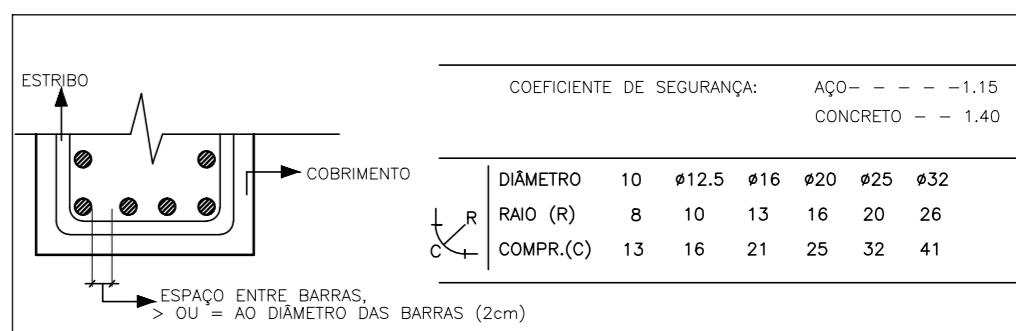 ESTRIBO
COBRIMENTO
ESPAÇO ENTRE BARRAS,
> OU = AO DIÂMETRO DAS BARRAS (2cm)
COEFICIENTE DE SEGURANÇA: AÇO- - - - -1.15
CONCRETO - - 1.40
DIÂMETRO 10 ø12.5 ø16 ø20 ø25 ø32
R RAIO (R) 8 10 13 16 20 26
C COMPR.(C) 13 16 21 25 32 41